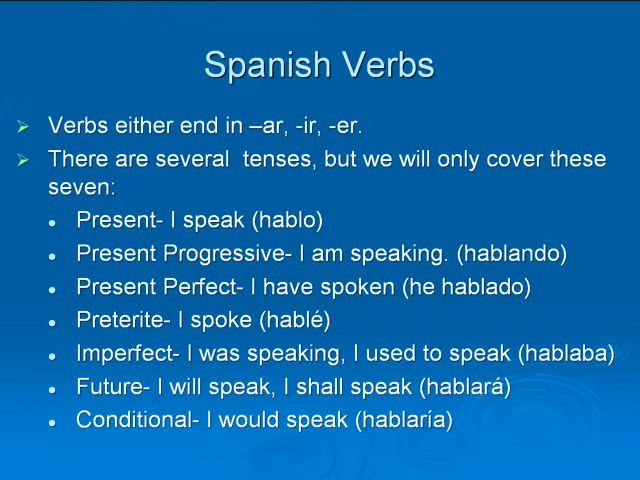 Spanish Verbs
Verbs either end in –ar, -ir, -er.
There are several  tenses, but we will only cover these
seven:
Present- I speak (hablo)
Present Progressive- I am speaking. (hablando)
Present Perfect- I have spoken (he hablado)
Preterite- I spoke (hablé)
Imperfect- I was speaking, I used to speak (hablaba)
Future- I will speak, I shall speak (hablará)
Conditional- I would speak (hablaría)